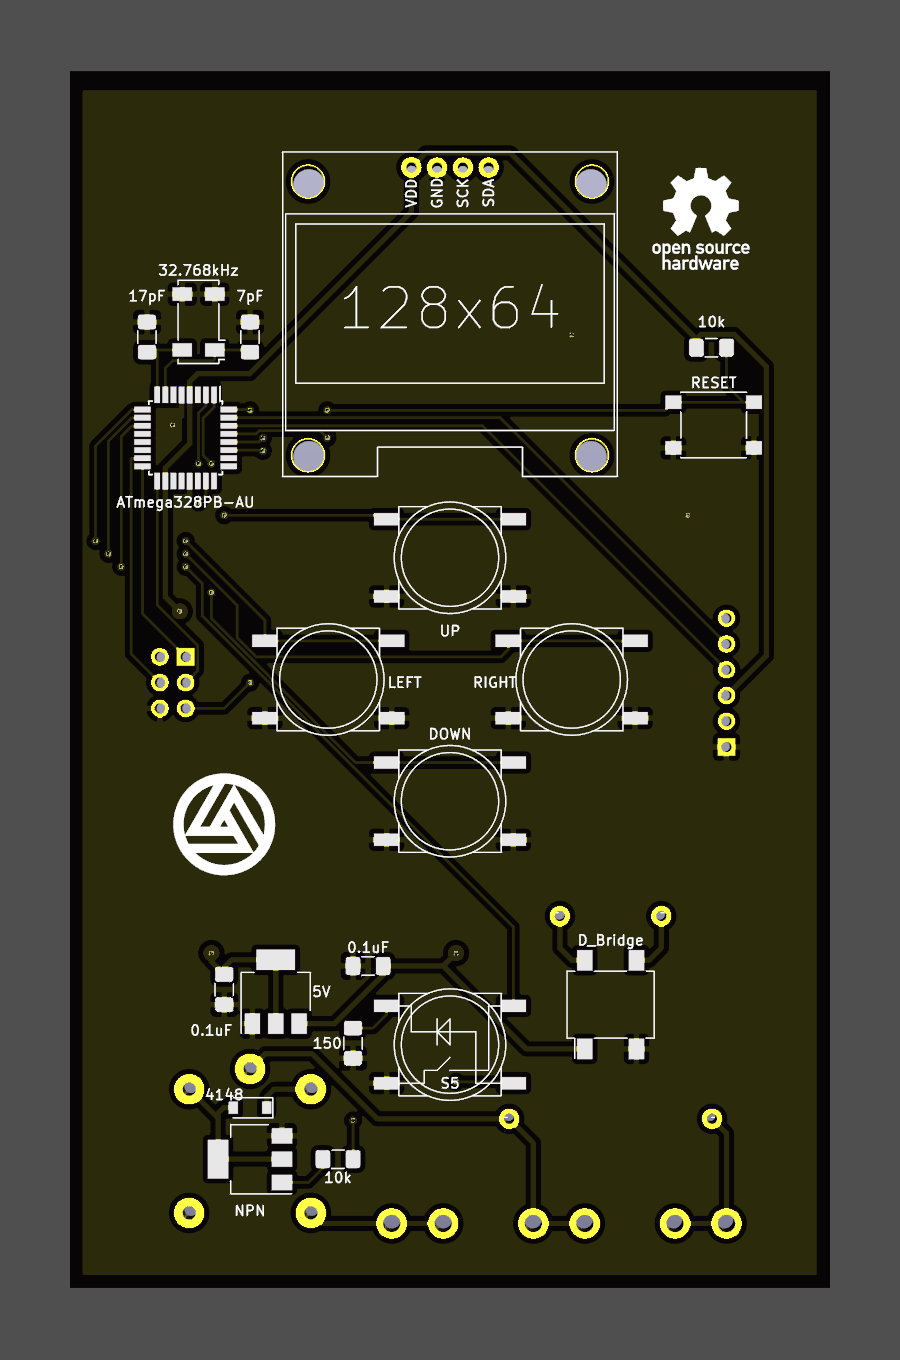 VDD
GND
SCK
SDA
open source
hardware
32.768kHz
17pF
7pF
128x64
10k
RESET
ATmega328PB-AU
UP
LEFT
RIGHT
DOWN
D_Bridge
0.1uF
5V
0.1uF
150
S5
4148
10k
NPN